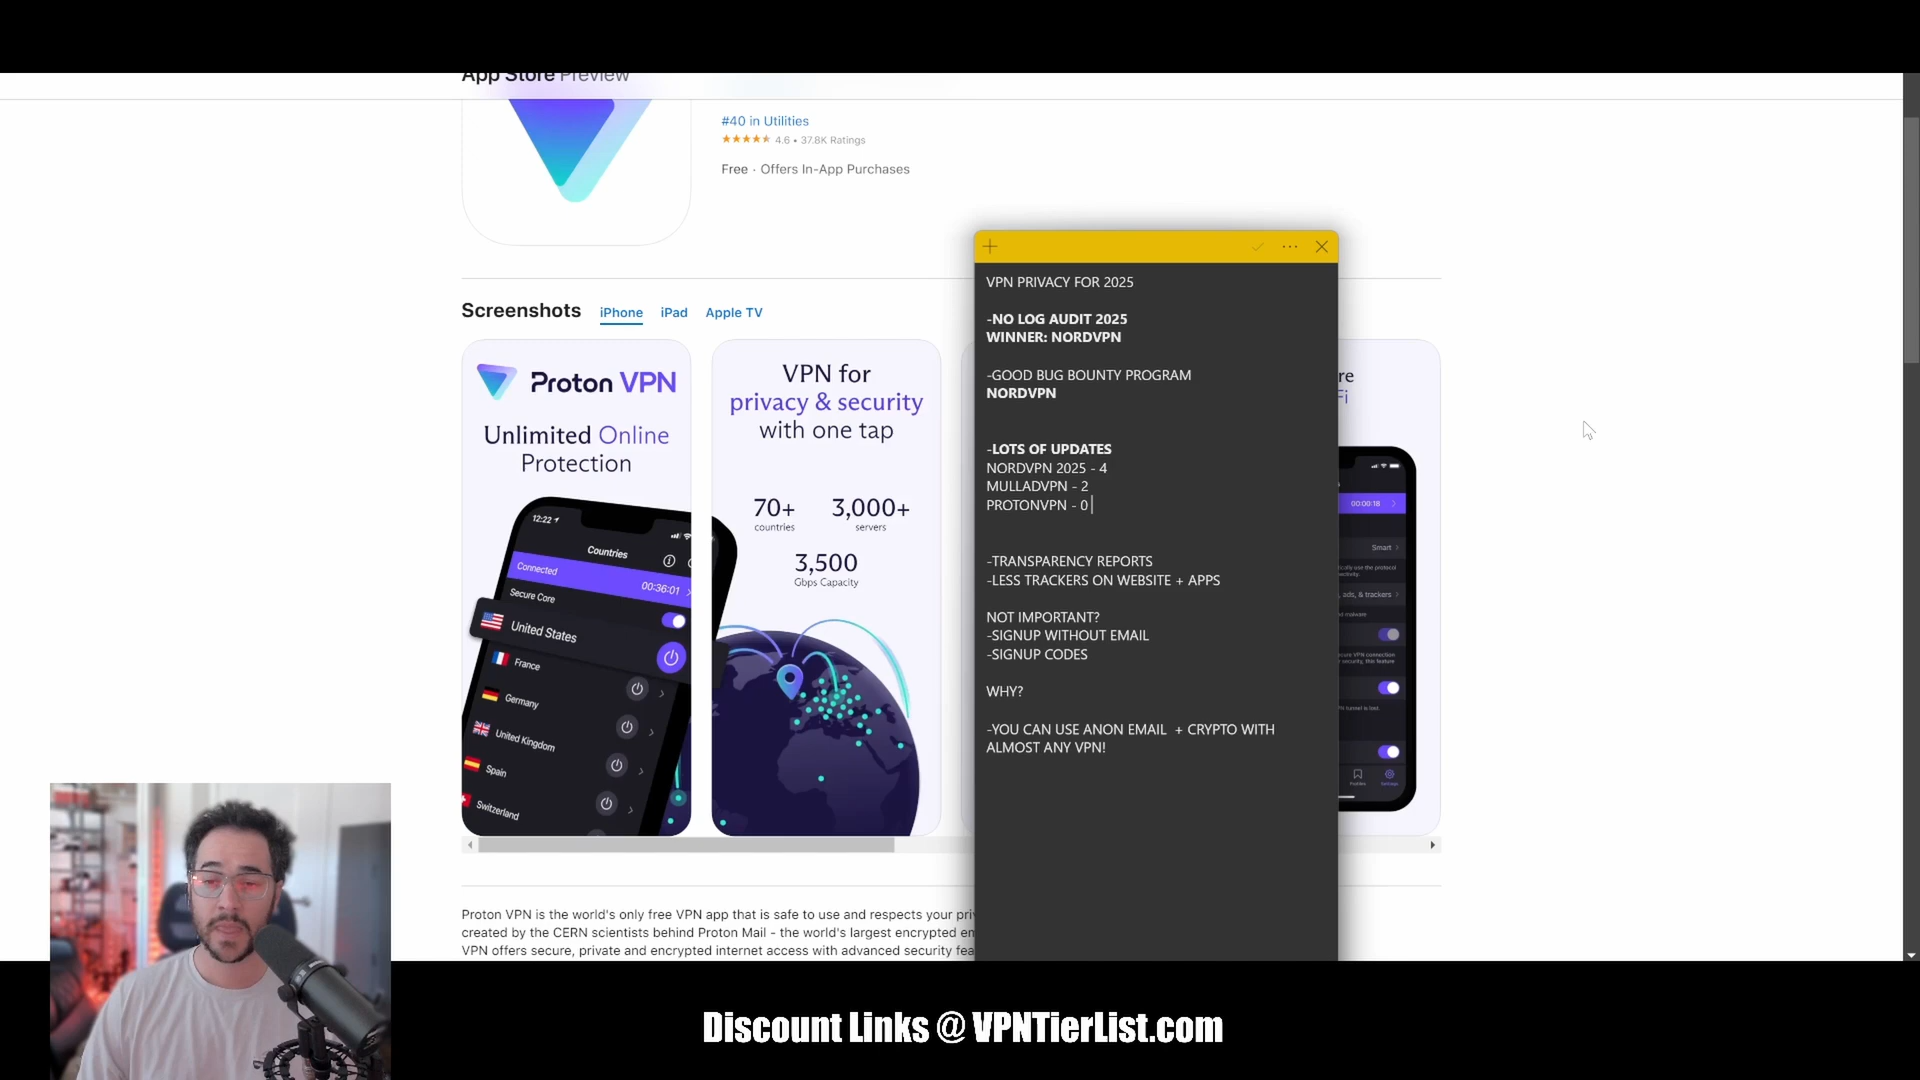 App Store Preview
#40 in Utilities
4.6 • 37.8K Ratings
Free · Offers In-App Purchases
Screenshots
iPhone
iPad
Apple TV
Proton VPN
Unlimited Online
Protection
12:22
Countries
Connected
00:36:01
Secure Core
United States
France
Germany
United Kingdom
Spain
Switzerland
VPN for
privacy & security
with one tap
70+
countries
3,000+
servers
3,500
Gbps Capacity
VPN PRIVACY FOR 2025
-NO LOG AUDIT 2025
WINNER: NORDVPN
-GOOD BUG BOUNTY PROGRAM
NORDVPN
-LOTS OF UPDATES
NORDVPN 2025 - 4
MULLADVPN - 2
PROTONVPN - 0
-TRANSPARENCY REPORTS
-LESS TRACKERS ON WEBSITE + APPS
NOT IMPORTANT?
-SIGNUP WITHOUT EMAIL
-SIGNUP CODES
WHY?
-YOU CAN USE ANON EMAIL + CRYPTO WITH
ALMOST ANY VPN!
re
Fi
00:00:18
Smart
, ads, & trackers
Profiles
Settings
Proton VPN is the world's only free VPN app that is safe to use and respects your pri
created by the CERN scientists behind Proton Mail - the world's largest encrypted en
VPN offers secure, private and encrypted internet access with advanced security fea
Discount Links @ VPNTierList.com